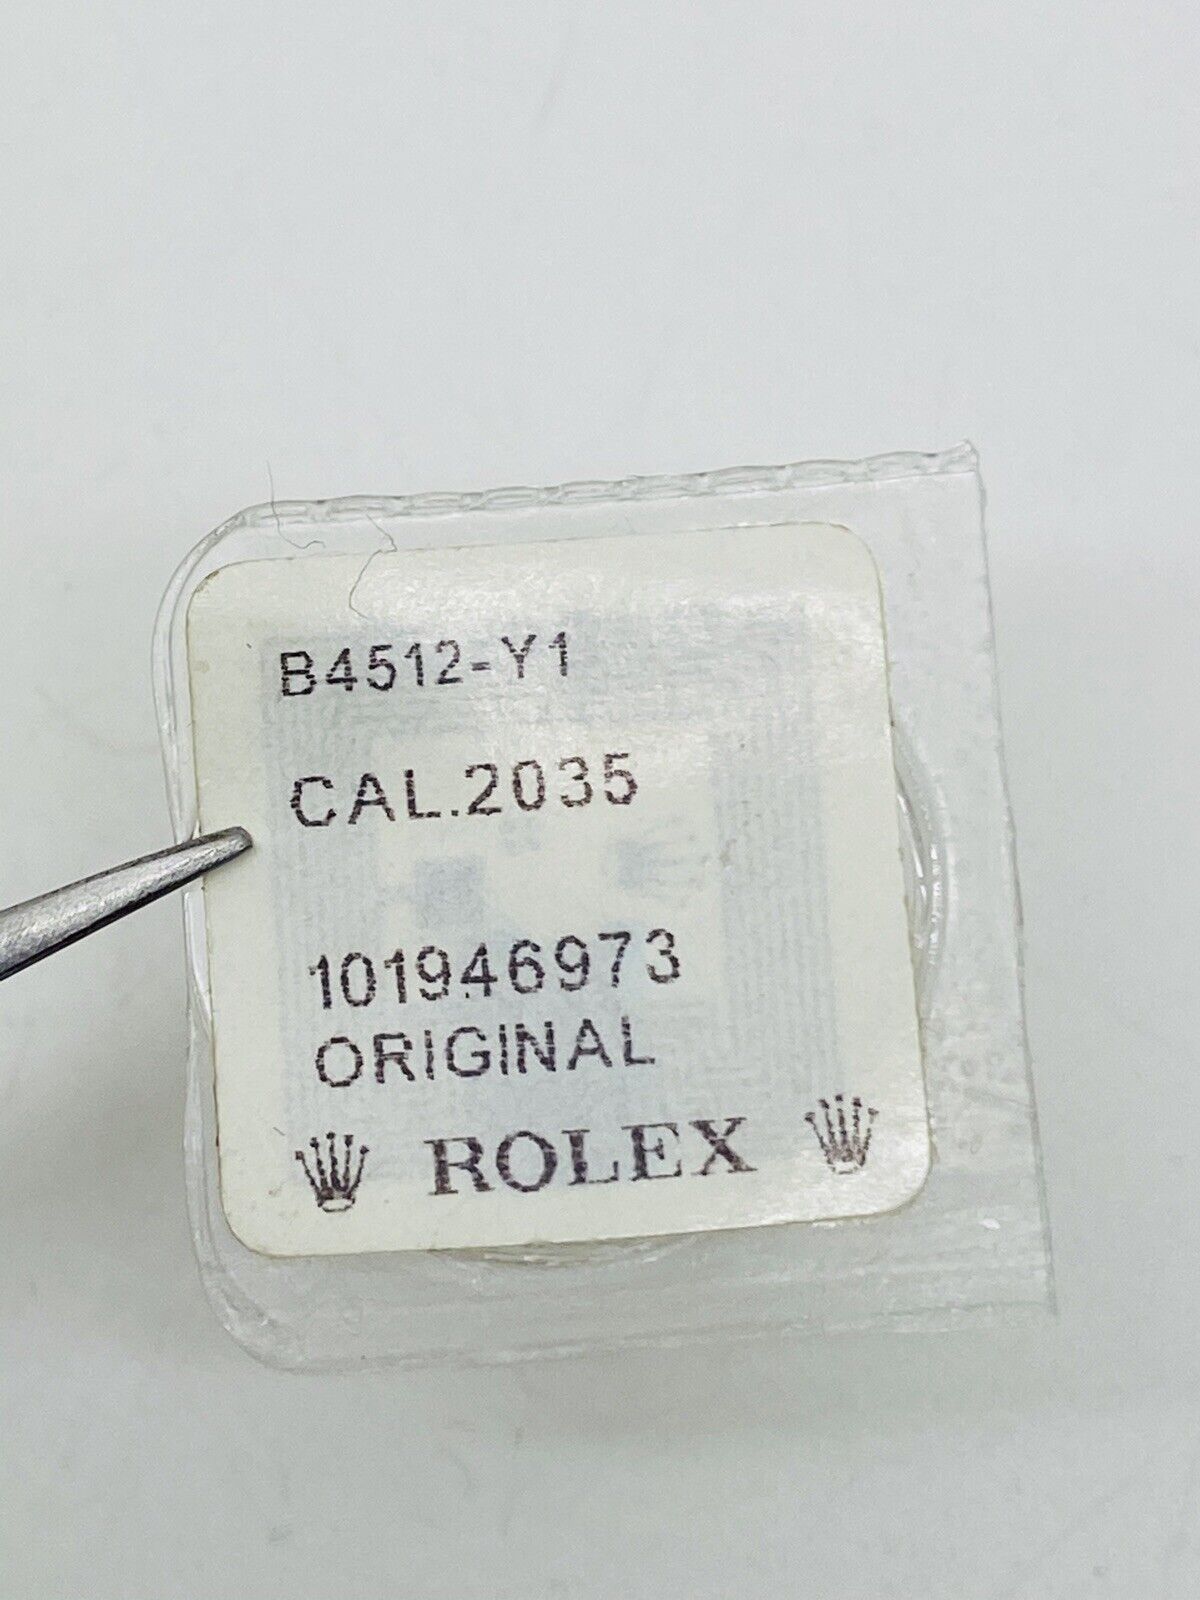 B4512-Y1
CAL.2035
101946973
ORIGINAL
ROLEX